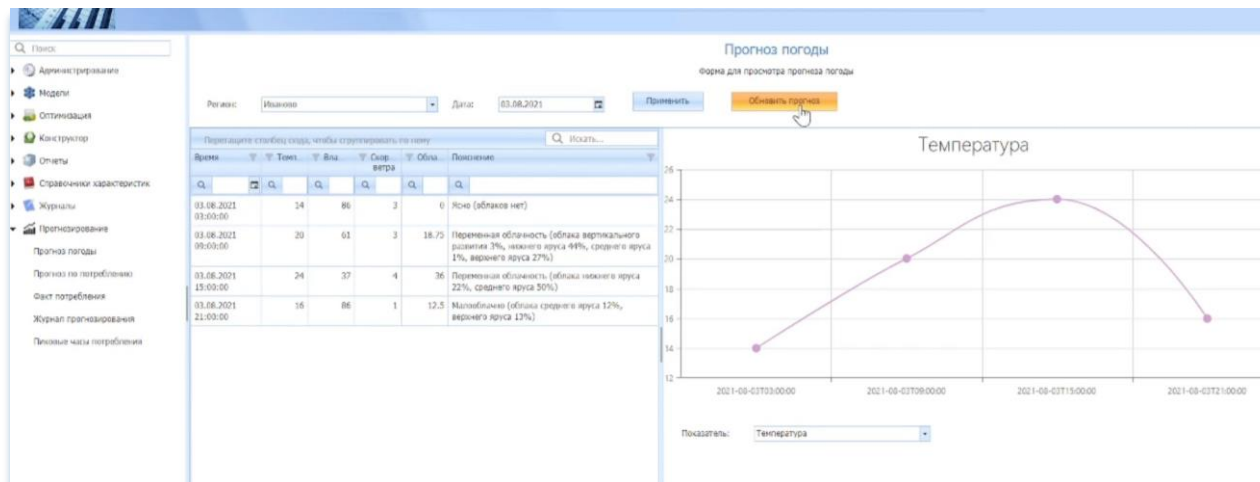 Прогноз погоды
Форма для просмотра прогноза погоды
Поиск
Администрирование
Модели
Оптимизация
Конструктор
Отчеты
Справочники характеристик
Журналы
Прогнозирование
Прогноз погоды
Прогноз по потреблению
Факт потребления
Журнал прогнозирования
Пиковые часы потребления
Регион: Иваново Дата: 03.08.2021 Применить Обновить прогноз
Перетащите столбец сюда, чтобы сгруппировать по нему Искать...
Время Темп... Вла... Скор... ветра Обла... Пояснение
03.08.2021 03:00:00 14 86 3 0 Ясно (облаков нет)
03.08.2021 09:00:00 20 61 3 18.75 Переменная облачность (облака вертикального
развития 3%, нижнего яруса 44%, среднего яруса
1%, верхнего яруса 27%)
03.08.2021 15:00:00 24 37 4 36 Переменная облачность (облака нижнего яруса
22%, среднего яруса 50%)
03.08.2021 21:00:00 16 86 1 12.5 Малооблачно (облака среднего яруса 12%,
верхнего яруса 13%)
Температура
26
24
22
20
18
16
14
12
2021-08-03T03:00:00 2021-08-03T09:00:00 2021-08-03T15:00:00 2021-08-03T21:00:00
Показатель: Температура